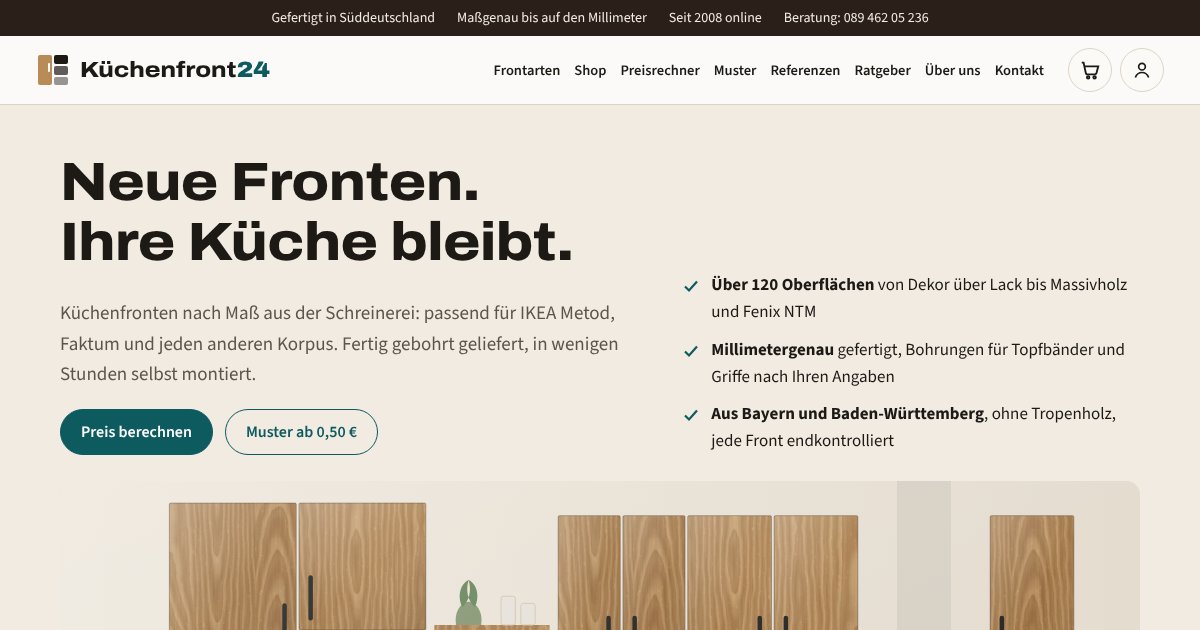 Gefertigt in Süddeutschland Maßgenau bis auf den Millimeter Seit 2008 online Beratung: 089 462 05 236
Küchenfront24
Frontarten Shop Preisrechner Muster Referenzen Ratgeber Über uns Kontakt
Neue Fronten.
Ihre Küche bleibt.
Küchenfronten nach Maß aus der Schreinerei: passend für IKEA Metod,
Faktum und jeden anderen Korpus. Fertig gebohrt geliefert, in wenigen
Stunden selbst montiert.
Preis berechnen Muster ab 0,50 €
Über 120 Oberflächen von Dekor über Lack bis Massivholz
und Fenix NTM
Millimetergenau gefertigt, Bohrungen für Topfbänder und
Griffe nach Ihren Angaben
Aus Bayern und Baden-Württemberg, ohne Tropenholz,
jede Front endkontrolliert